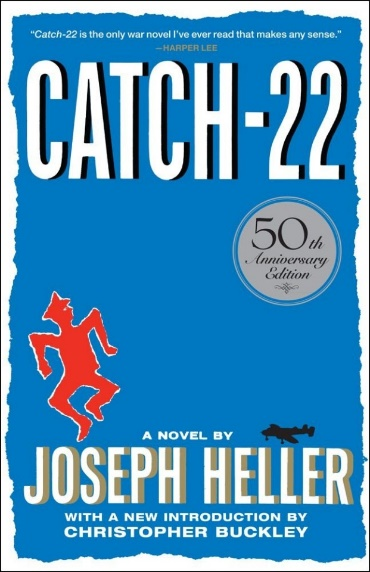 “Catch-22 is the only war novel I’ve ever read that makes any sense.”
—HARPER LEE
CATCH-22
50th
Anniversary
Edition
A NOVEL BY
JOSEPH HELLER
WITH A NEW INTRODUCTION BY
CHRISTOPHER BUCKLEY